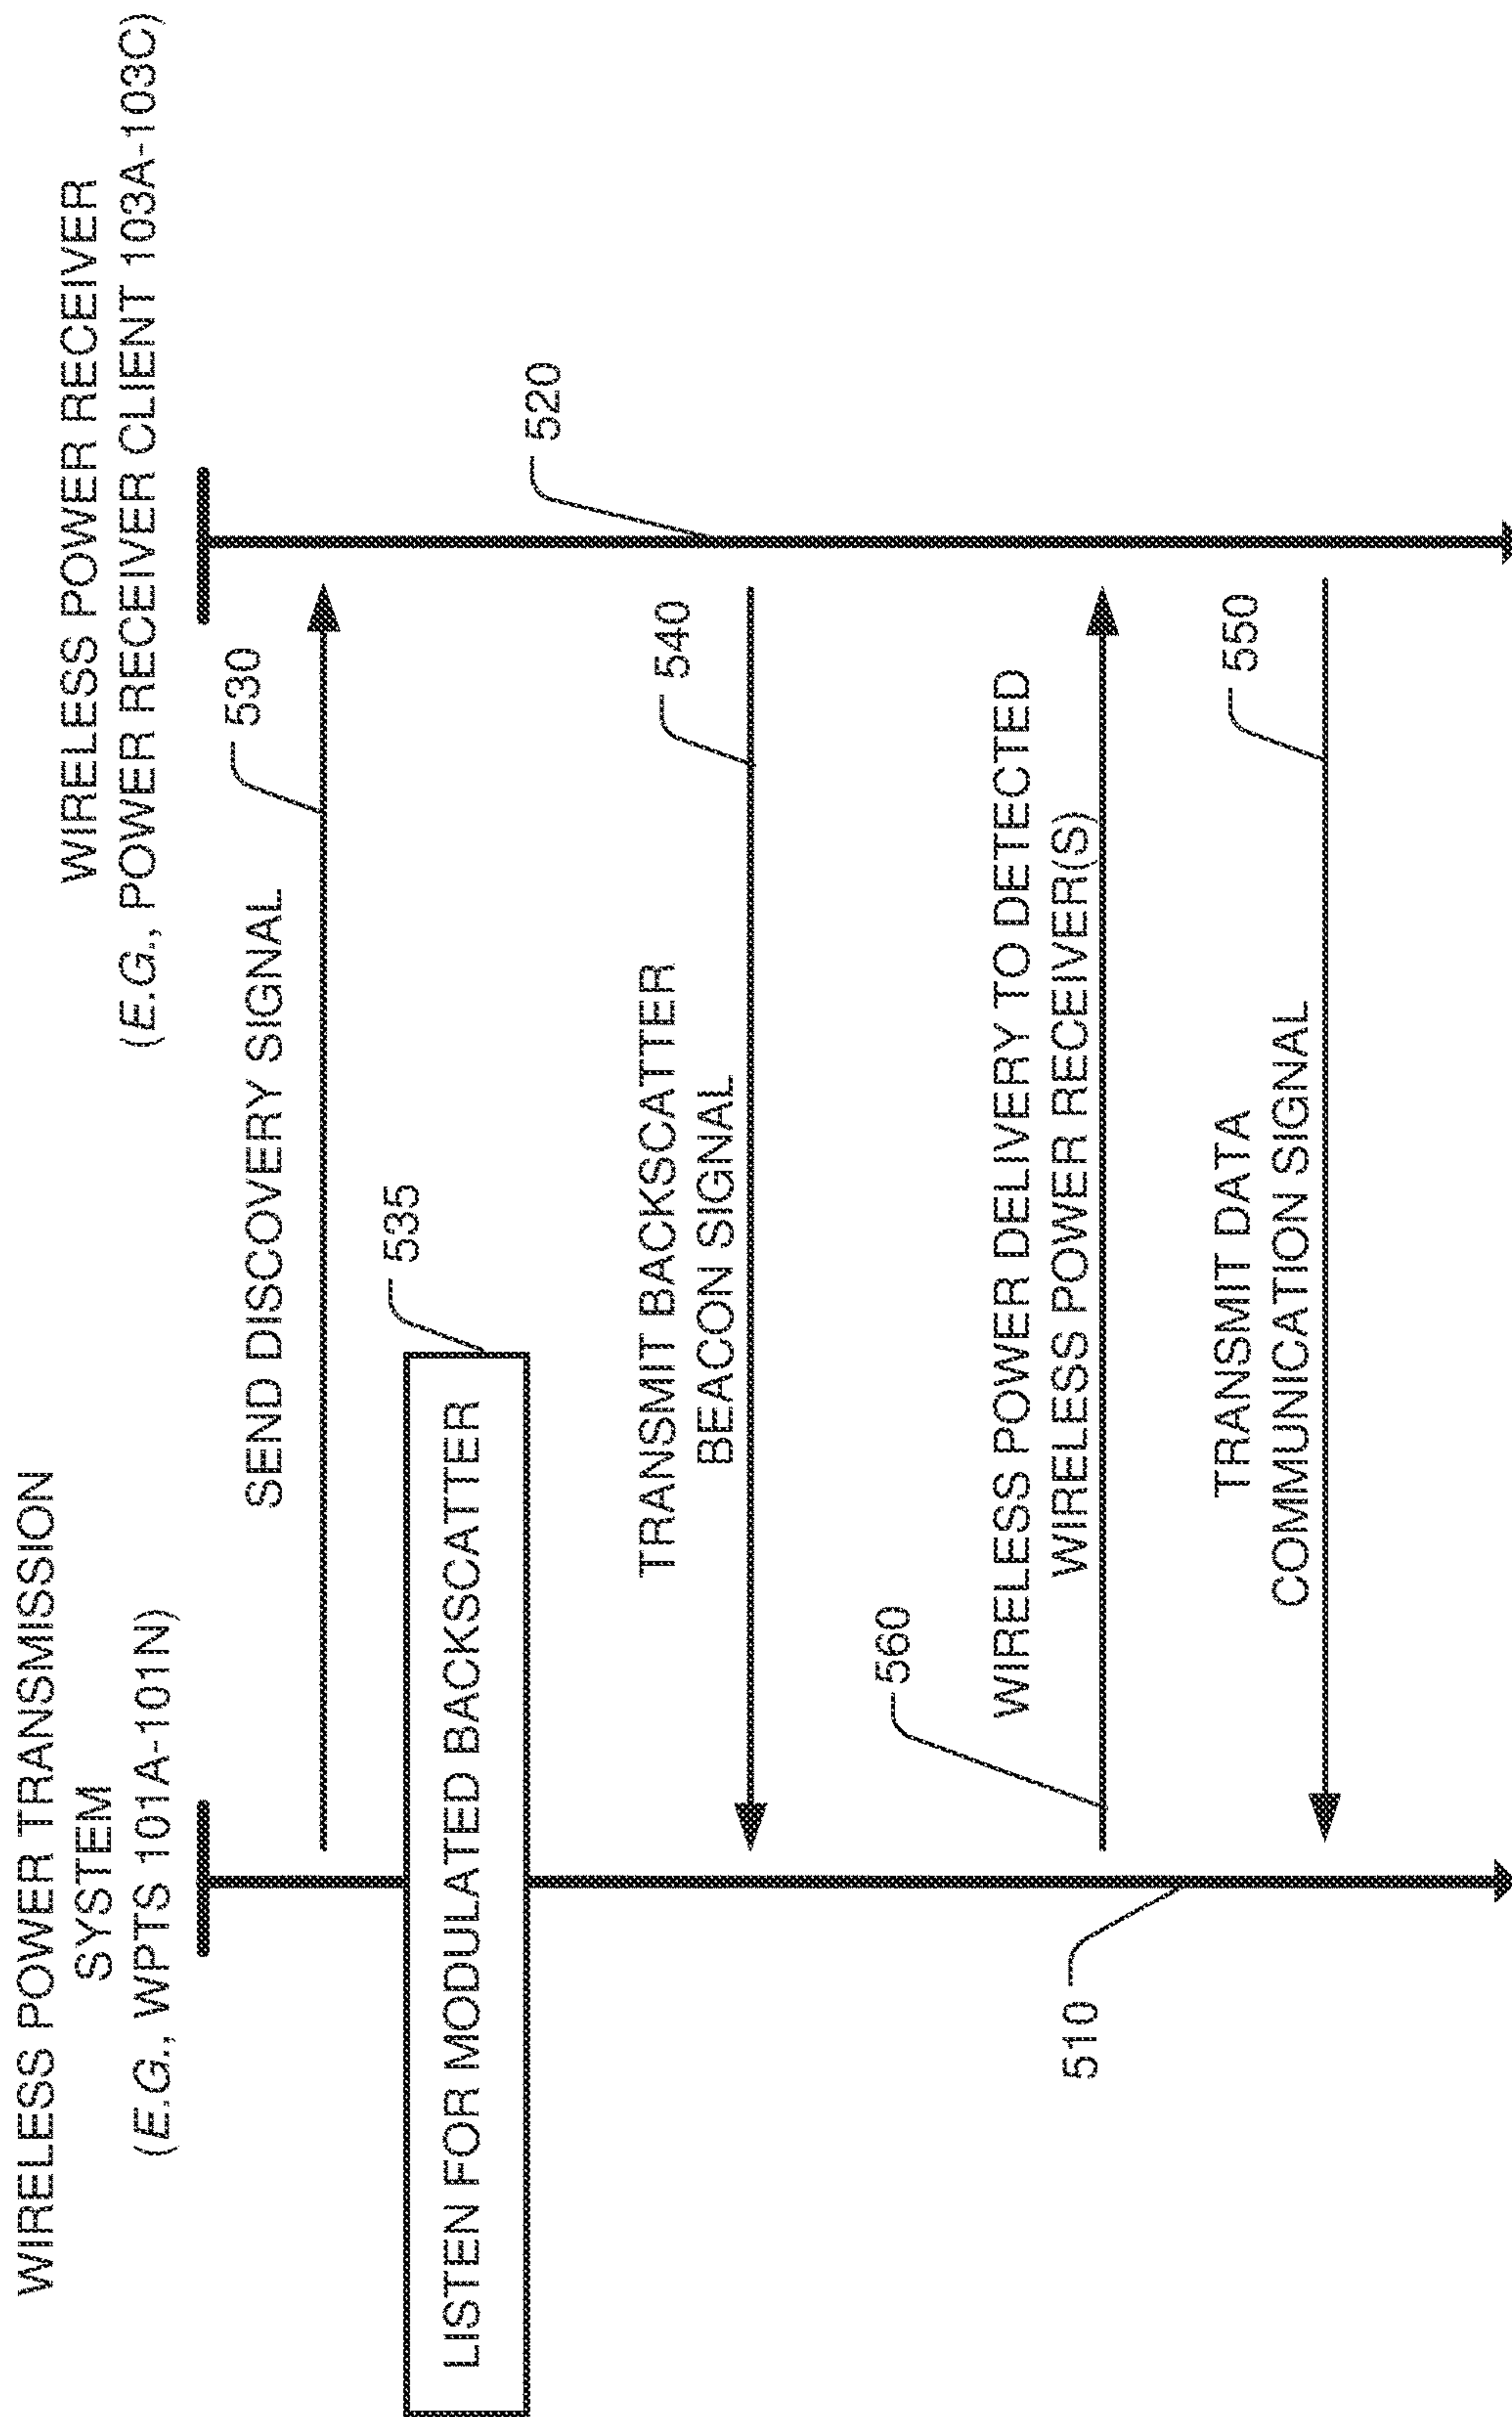 WIRELESS POWER TRANSMISSION
SYSTEM
(E.G., WPTS 101A-101N)
WIRELESS POWER RECEIVER
(E.G., POWER RECEIVER CLIENT 103A-103C)
SEND DISCOVERY SIGNAL
530
535
LISTEN FOR MODULATED BACKSCATTER
520
TRANSMIT BACKSCATTER
BEACON SIGNAL
540
560
WIRELESS POWER DELIVERY TO DETECTED
WIRELESS POWER RECEIVER(S)
510
TRANSMIT DATA
COMMUNICATION SIGNAL
550